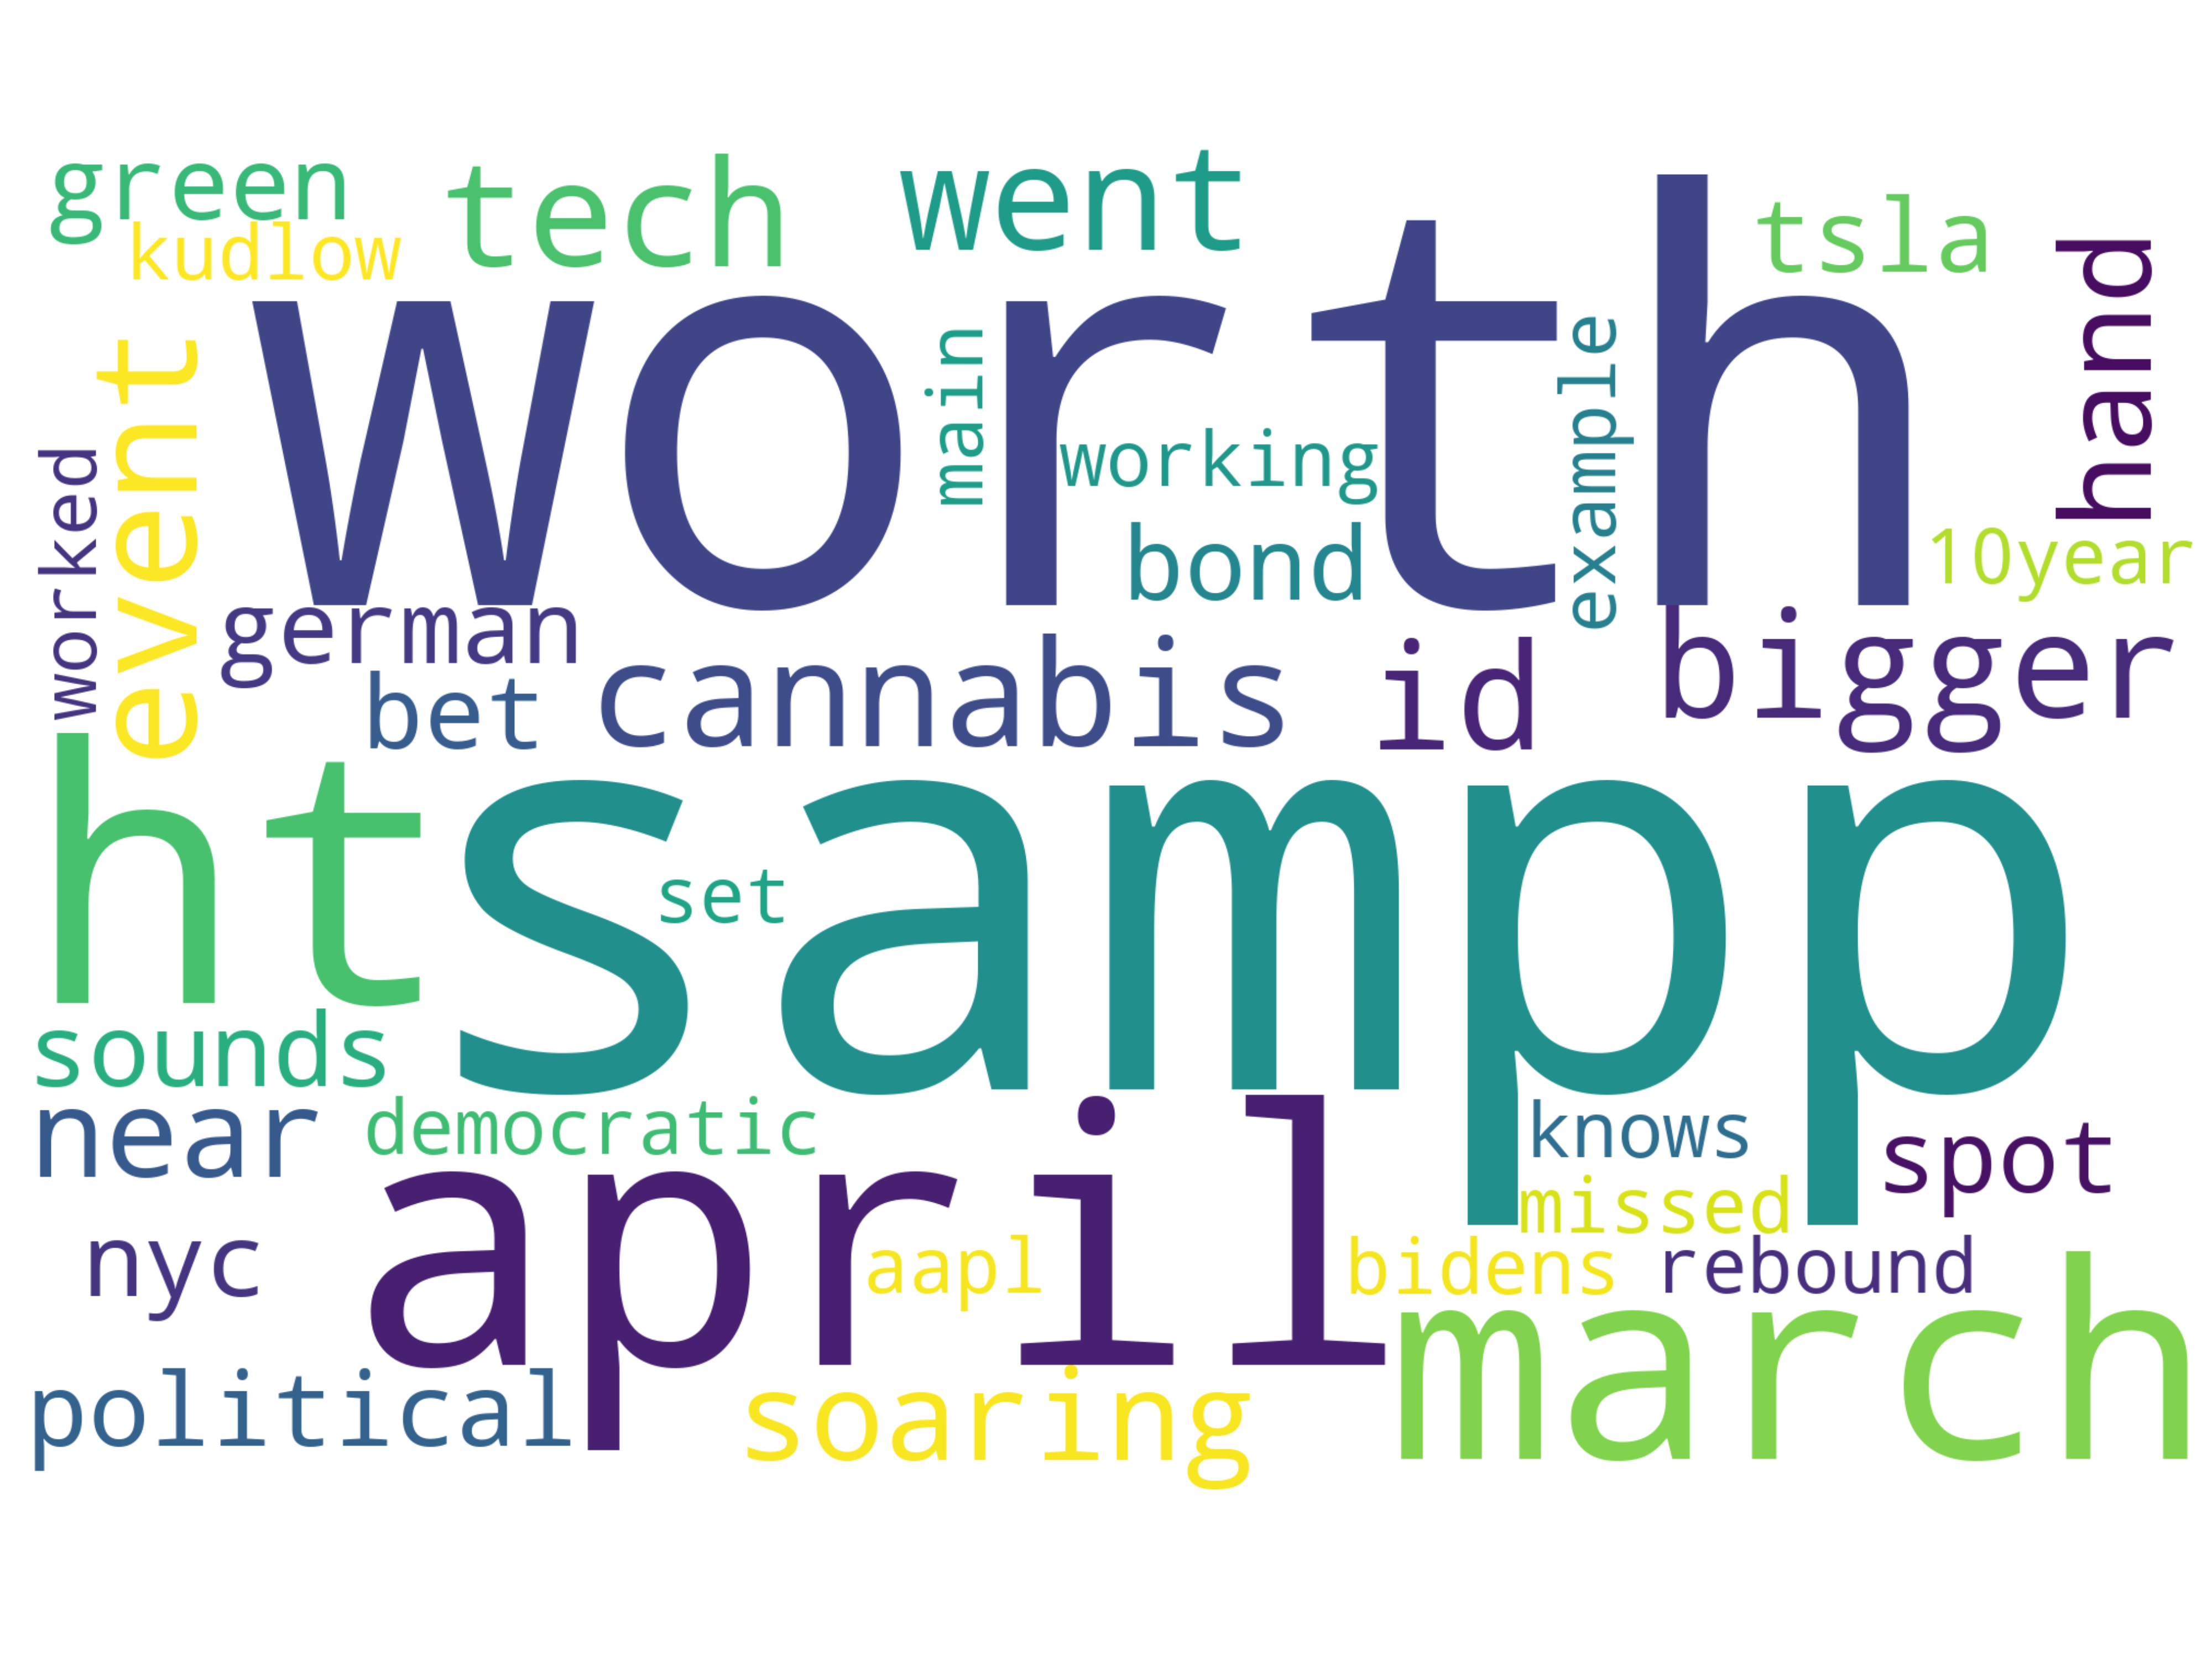 green
tech
went
tsla
kudlow
hand
worth
main
example
working
event
worked
bond
10year
german
bigger
cannabis
id
bet
ht
sampp
set
sounds
near
democratic
knows
spot
april
missed
nyc
aapl
bidens
rebound
march
political
soaring